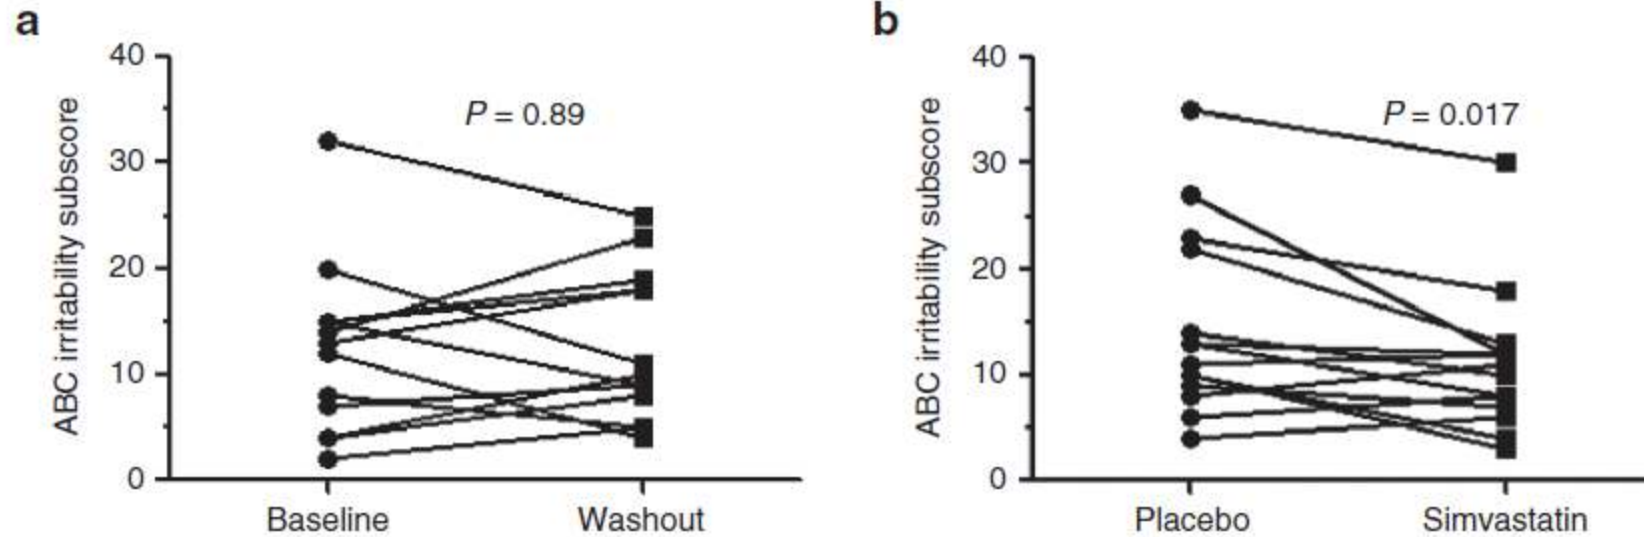 a
ABC irritability subscore
40
30
20
10
0
P = 0.89
Baseline
Washout
b
ABC irritability subscore
40
30
20
10
0
P = 0.017
Placebo
Simvastatin